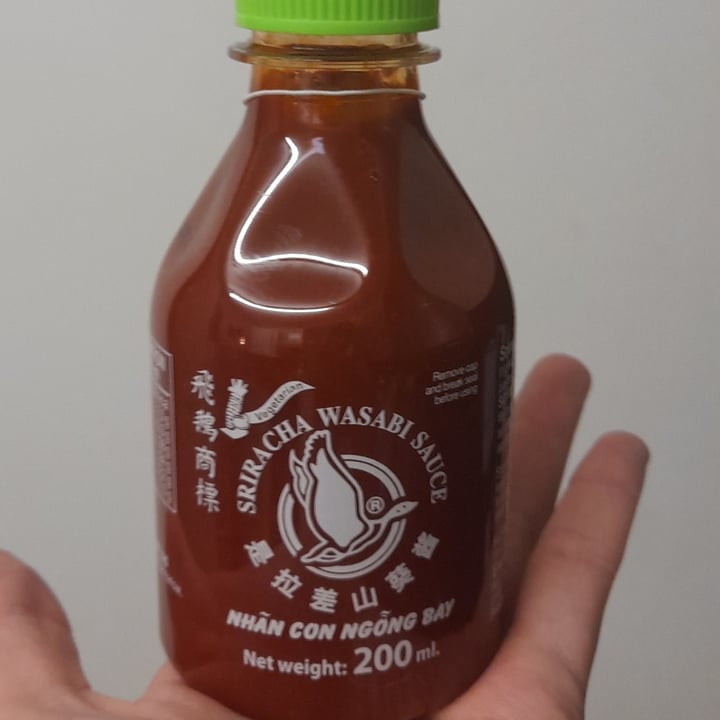 飛鵝商標
Vegetarian
Remove cap
and break seal
before using
SRIRACHA WASABI SAUCE
®
是拉差山葵醬
NHÃN CON NGỖNG BAY
Net weight: 200 ml.